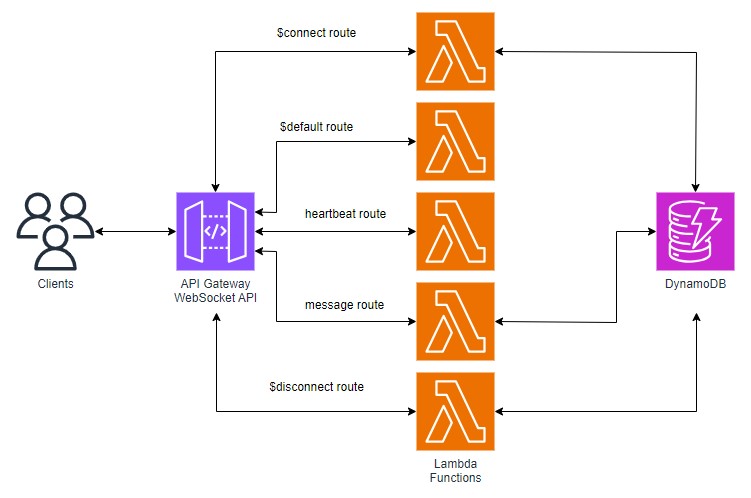 $connect route
$default route
heartbeat route
message route
$disconnect route
Clients
API Gateway
WebSocket API
</>
DynamoDB
Lambda
Functions